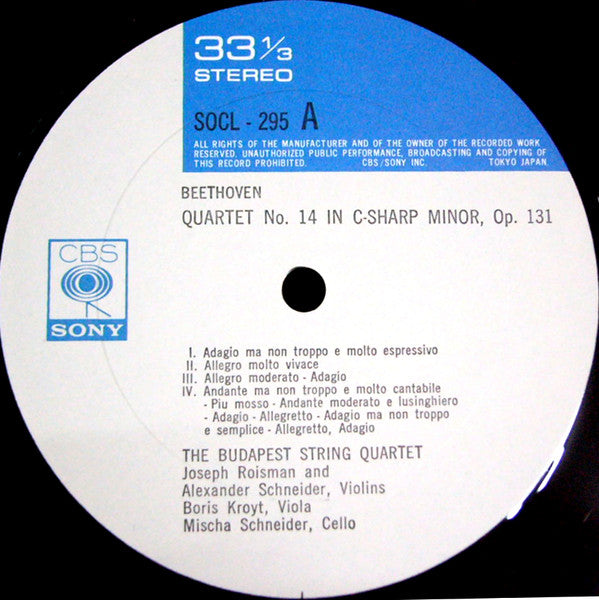 33 1/3
STEREO
SOCL - 295 A
ALL RIGHTS OF THE MANUFACTURER AND OF THE OWNER OF THE RECORDED WORK
RESERVED. UNAUTHORIZED PUBLIC PERFORMANCE, BROADCASTING AND COPYING OF
THIS RECORD PROHIBITED. CBS/SONY INC. TOKYO JAPAN.
BEETHOVEN
QUARTET No. 14 IN C-SHARP MINOR, Op. 131
CBS
SONY
I. Adagio ma non troppo e molto espressivo
II. Allegro molto vivace
III. Allegro moderato - Adagio
IV. Andante ma non troppo e molto cantabile
- Piu mosso - Andante moderato e lusinghiero
- Adagio - Allegretto - Adagio ma non troppo
e semplice - Allegretto, Adagio
THE BUDAPEST STRING QUARTET
Joseph Roisman and
Alexander Schneider, Violins
Boris Kroyt, Viola
Mischa Schneider, Cello